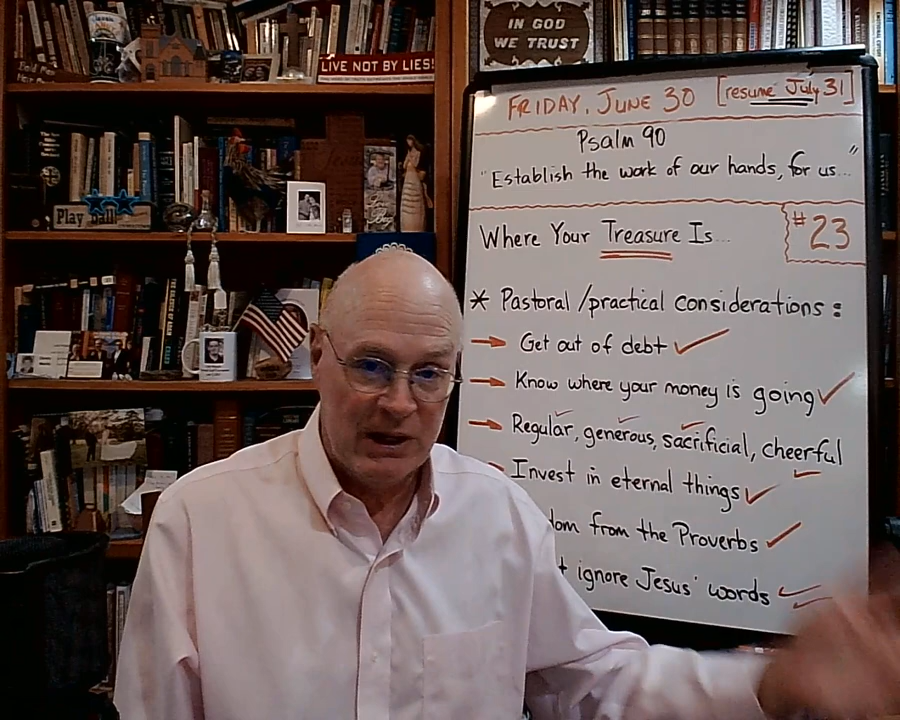 LIVE NOT BY LIES!
IN GOD
WE TRUST
Play Ball
FRIDAY, JUNE 30 [resume July 31]
Psalm 90
"Establish the work of our hands, for us..."
Where Your Treasure Is...
#23
* Pastoral/practical considerations:
→ Get out of debt ✓
→ Know where your money is going ✓
→ Regular, generous, sacrificial, cheerful
Invest in eternal things ✓
dom from the Proverbs ✓
t ignore Jesus' words ✓